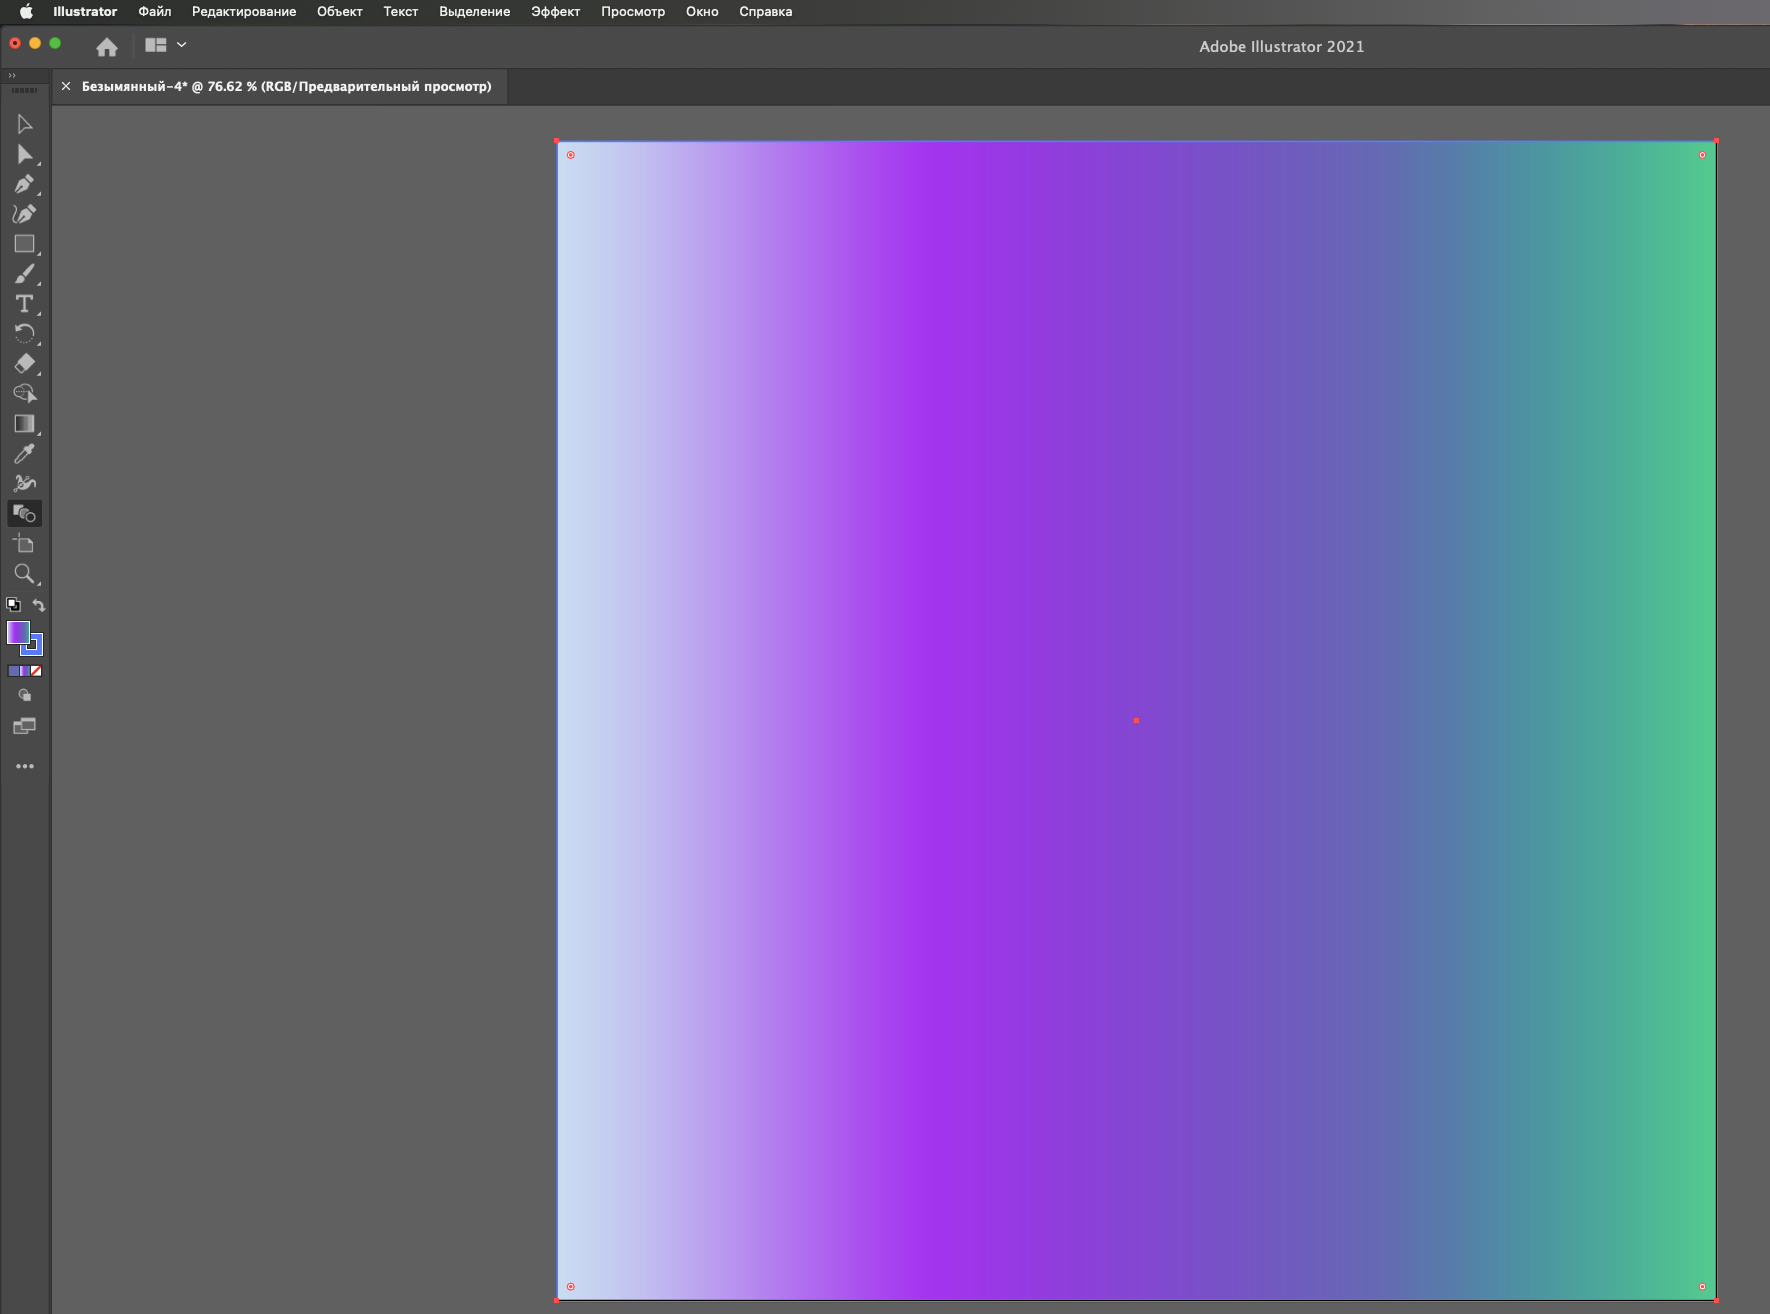 Illustrator Файл Редактирование Объект Текст Выделение Эффект Просмотр Окно Справка
Adobe Illustrator 2021
Безымянный-4* @ 76.62 % (RGB/Предварительный просмотр)